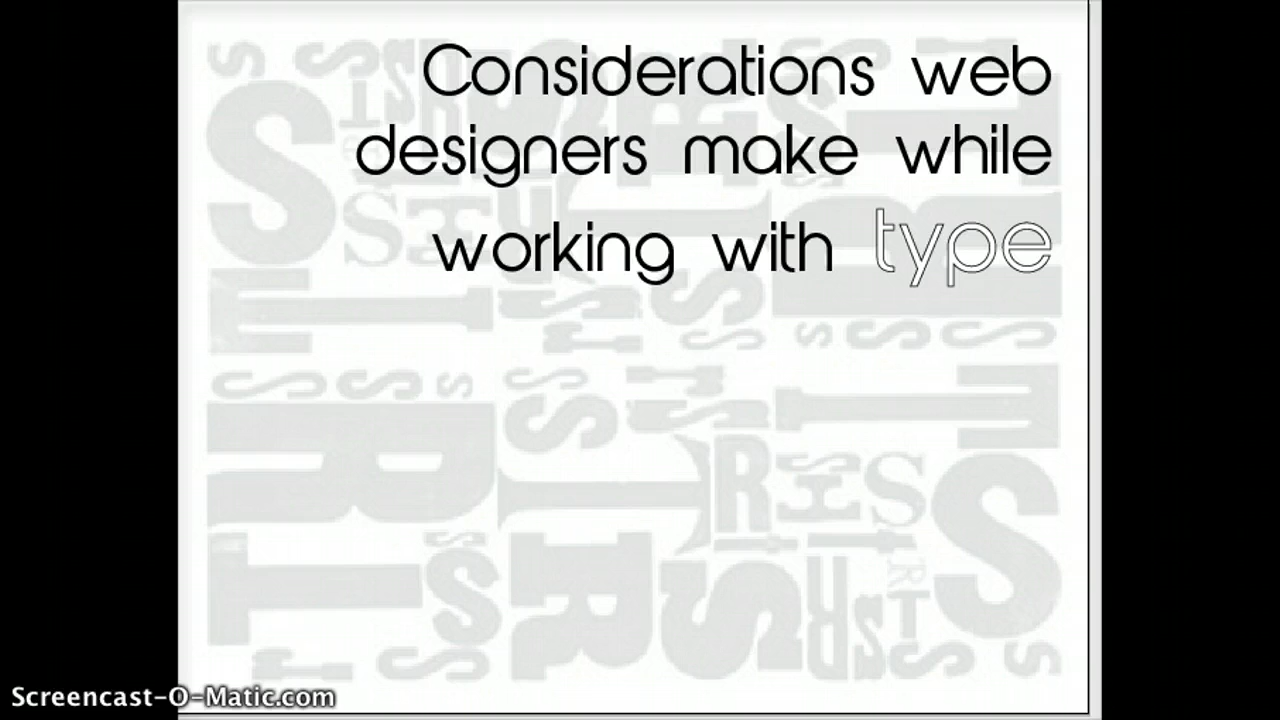 Considerations web
designers make while
working with type
Screencast-O-Matic.com